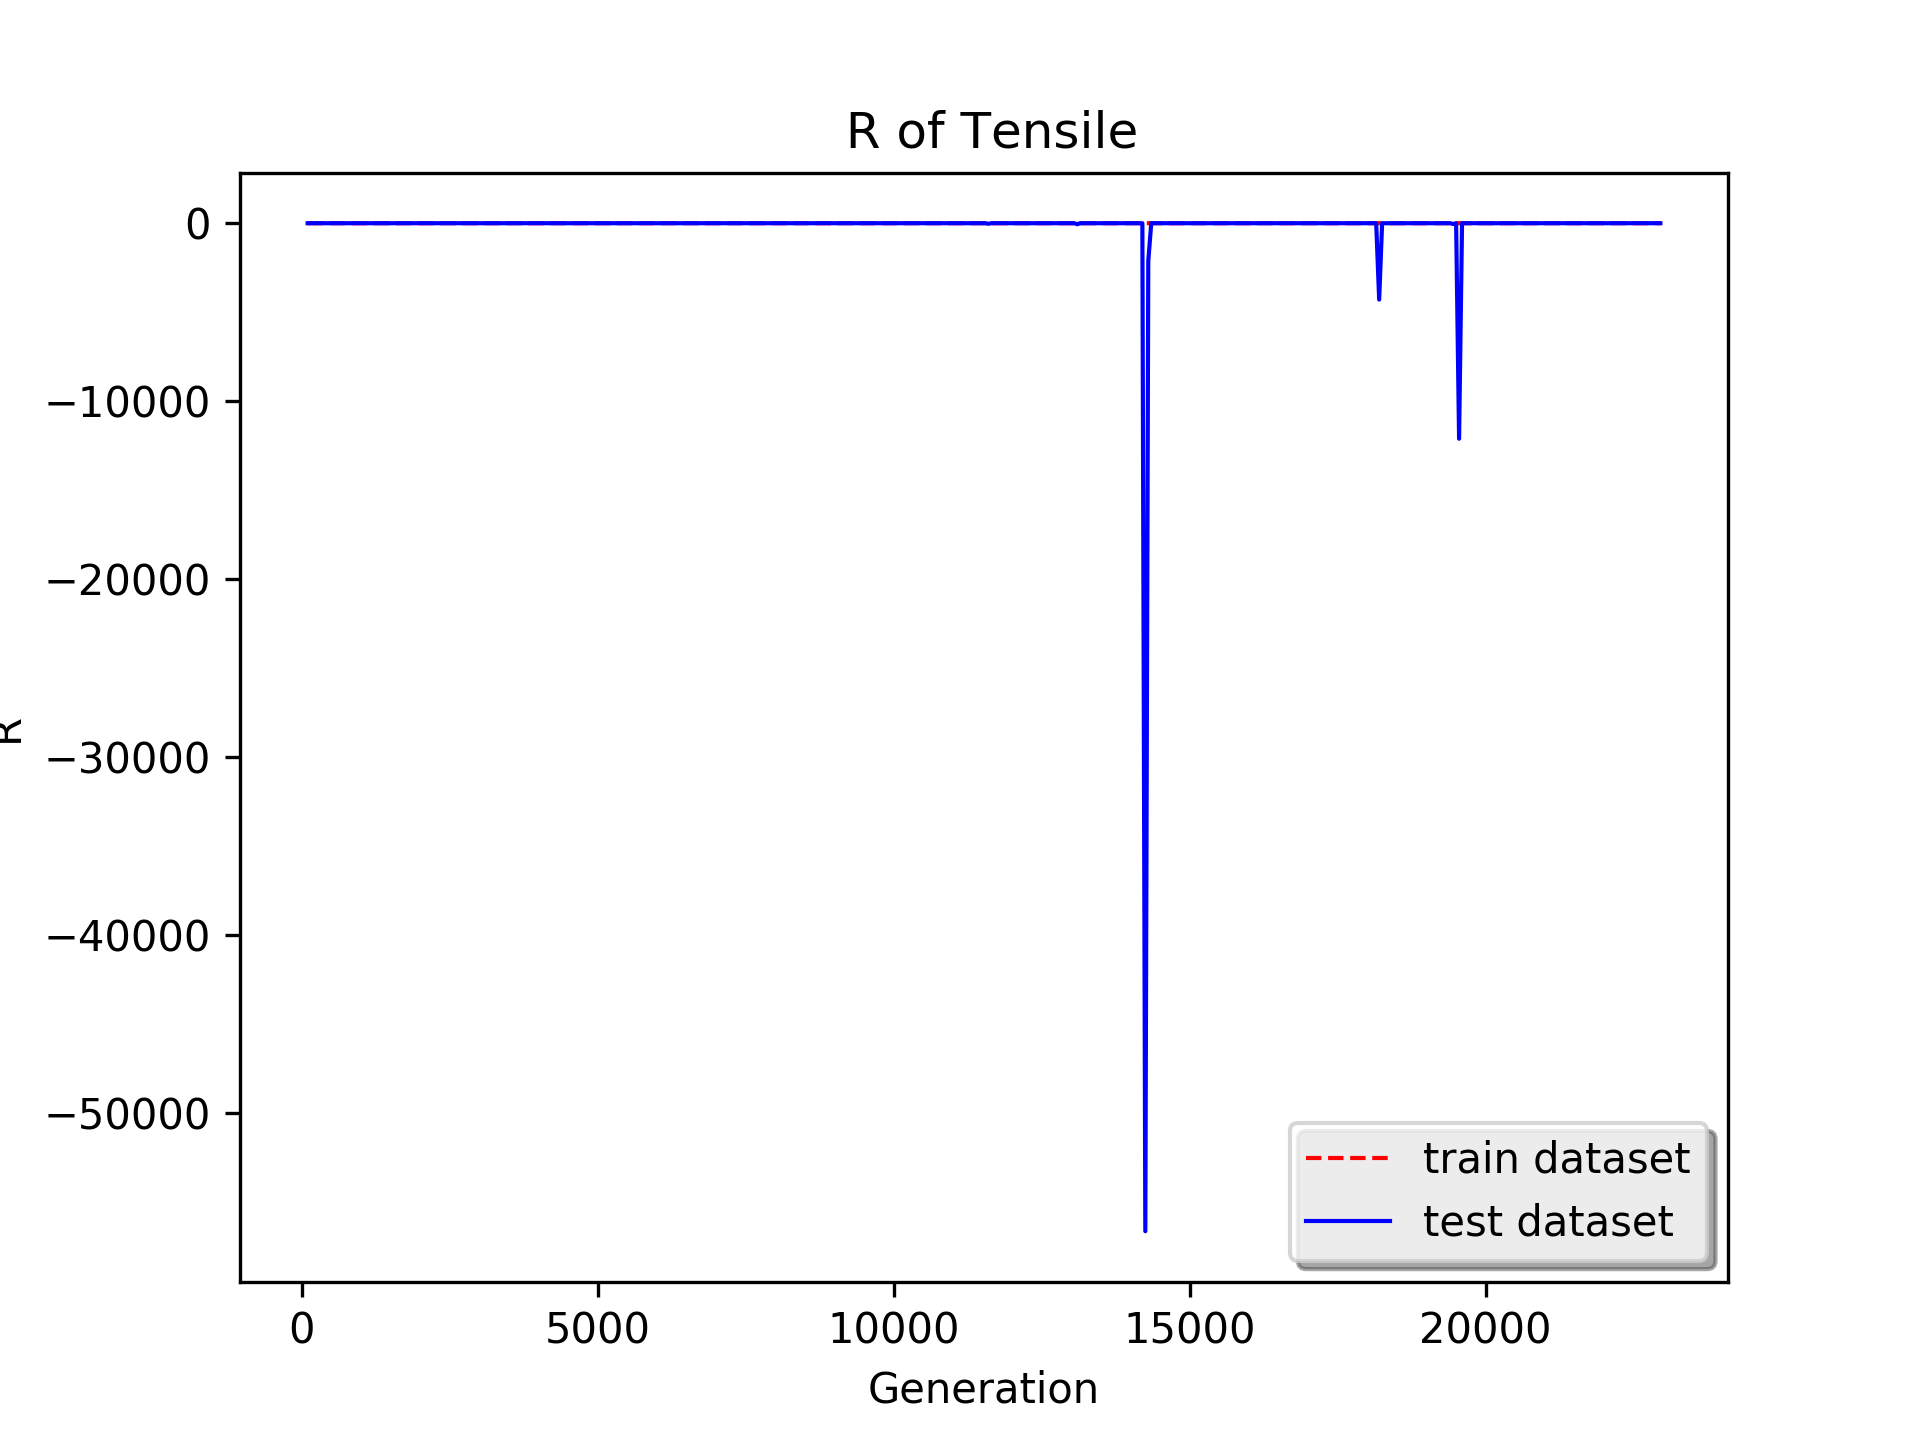 R of Tensile
0
−10000
−20000
−30000
−40000
−50000
R
0 5000 10000 15000 20000
Generation
train dataset
test dataset